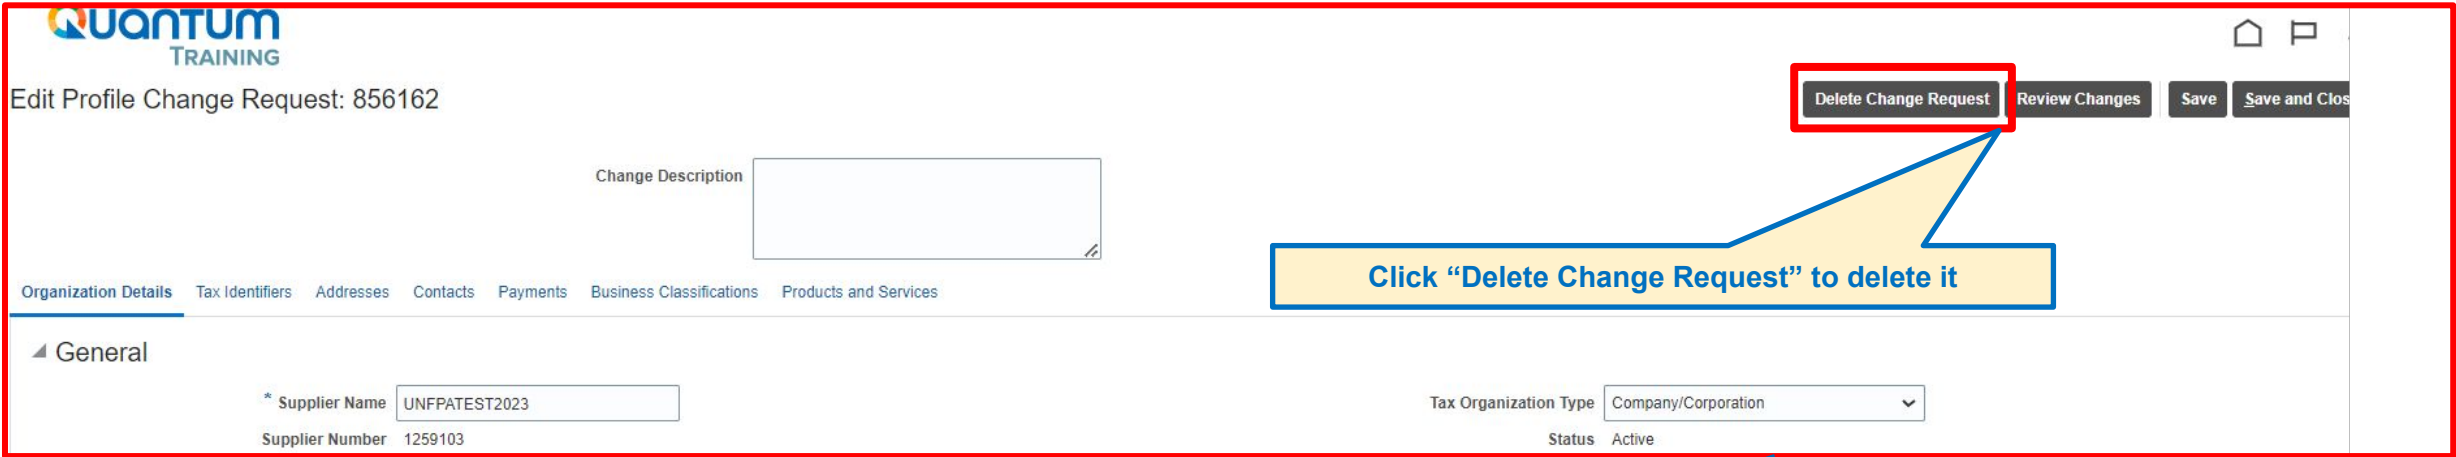 QUANTUM
TRAINING
Edit Profile Change Request: 856162
Delete Change Request
Review Changes
Save
Save and Clos
Change Description
Click “Delete Change Request” to delete it
Organization Details Tax Identifiers Addresses Contacts Payments Business Classifications Products and Services
General
* Supplier Name UNFPATEST2023
Tax Organization Type Company/Corporation
Supplier Number 1259103
Status Active